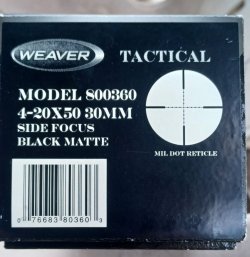 WEAVER TACTICAL
MODEL 800360
4-20X50 30MM
SIDE FOCUS
BLACK MATTE
MIL DOT RETICLE
0 76683 80360 3